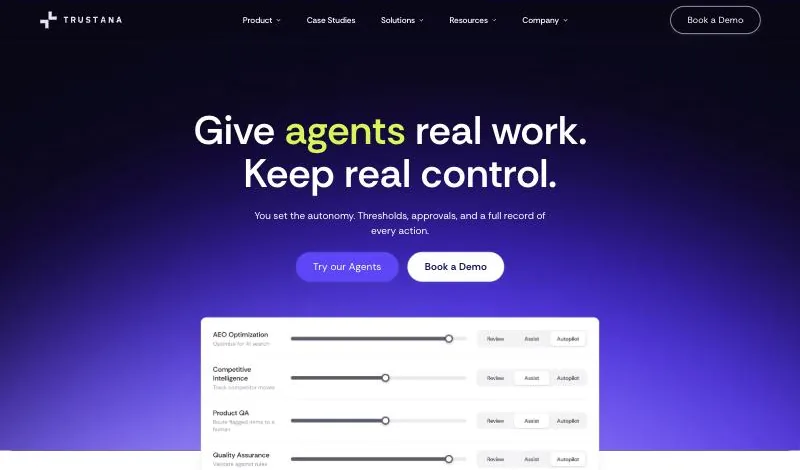 TRUSTANA
Product
Case Studies
Solutions
Resources
Company
Book a Demo
Give agents real work.
Keep real control.
You set the autonomy. Thresholds, approvals, and a full record of
every action.
Try our Agents
Book a Demo
AEO Optimization
Optimise for AI search
Review
Assist
Autopilot
Competitive
Intelligence
Track competitor moves
Review
Assist
Autopilot
Product QA
Route flagged items to a
human
Review
Assist
Autopilot
Quality Assurance
Validate against rules
Review
Assist
Autopilot